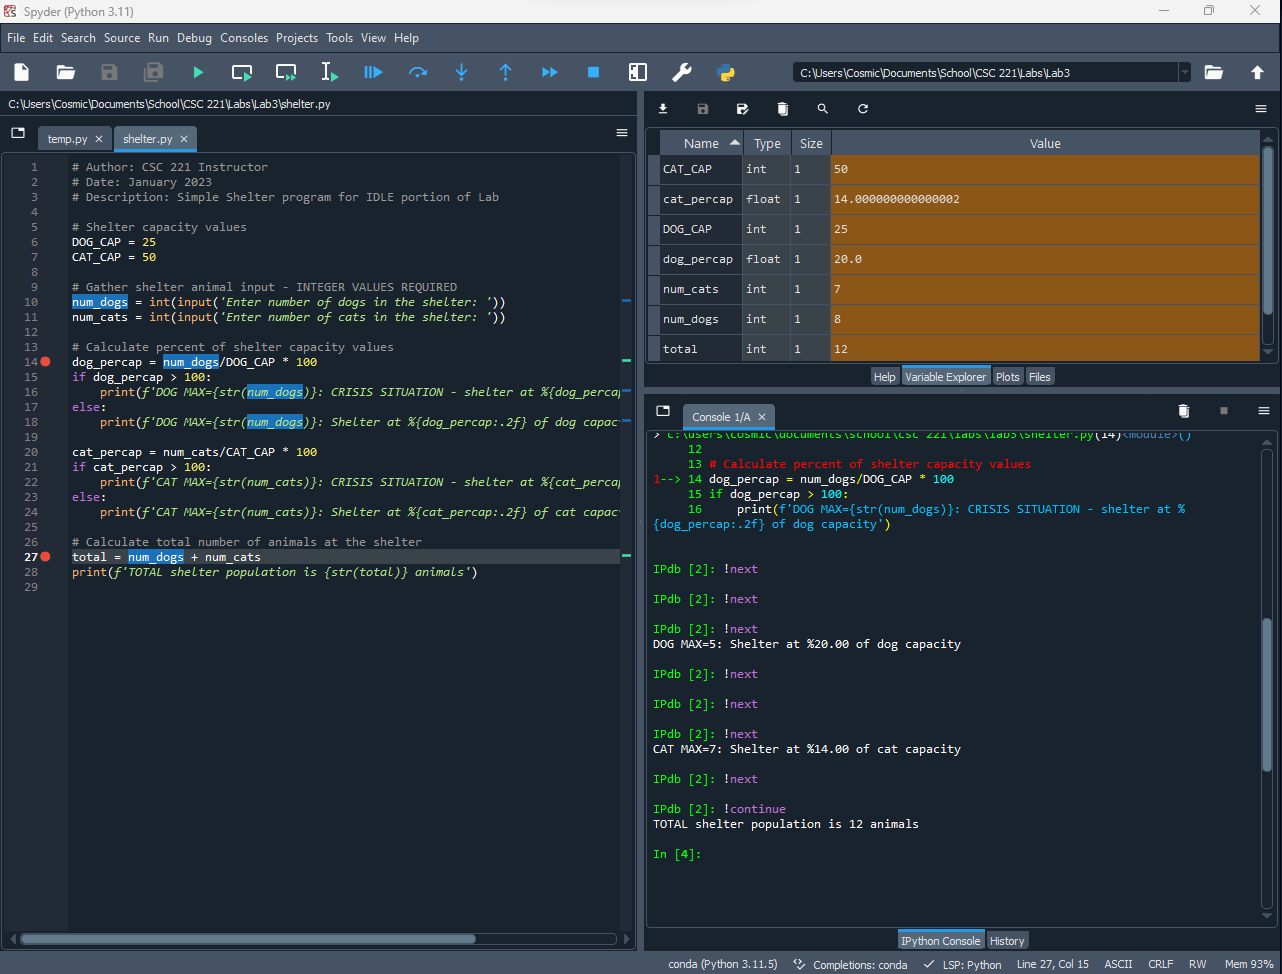 Spyder (Python 3.11)
File Edit Search Source Run Debug Consoles Projects Tools View Help
C:\Users\Cosmic\Documents\School\CSC 221\Labs\Lab3
C:\Users\Cosmic\Documents\School\CSC 221\Labs\Lab3\shelter.py
temp.py shelter.py
1 # Author: CSC 221 Instructor
2 # Date: January 2023
3 # Description: Simple Shelter program for IDLE portion of Lab
4
5 # Shelter capacity values
6 DOG_CAP = 25
7 CAT_CAP = 50
8
9 # Gather shelter animal input - INTEGER VALUES REQUIRED
10 num_dogs = int(input('Enter number of dogs in the shelter: '))
11 num_cats = int(input('Enter number of cats in the shelter: '))
12
13 # Calculate percent of shelter capacity values
14 dog_percap = num_dogs/DOG_CAP * 100
15 if dog_percap > 100:
16     print(f'DOG MAX={str(num_dogs)}: CRISIS SITUATION - shelter at %{dog_percap
17 else:
18     print(f'DOG MAX={str(num_dogs)}: Shelter at %{dog_percap:.2f} of dog capac
19
20 cat_percap = num_cats/CAT_CAP * 100
21 if cat_percap > 100:
22     print(f'CAT MAX={str(num_cats)}: CRISIS SITUATION - shelter at %{cat_percap
23 else:
24     print(f'CAT MAX={str(num_cats)}: Shelter at %{cat_percap:.2f} of cat capac
25
26 # Calculate total number of animals at the shelter
27 total = num_dogs + num_cats
28 print(f'TOTAL shelter population is {str(total)} animals')
29
Name Type Size Value
CAT_CAP int 1 50
cat_percap float 1 14.000000000000002
DOG_CAP int 1 25
dog_percap float 1 20.0
num_cats int 1 7
num_dogs int 1 8
total int 1 12
Help Variable Explorer Plots Files
Console 1/A
> c:\users\cosmic\documents\school\csc 221\labs\lab3\shelter.py(14)<module>()
12
13 # Calculate percent of shelter capacity values
1--> 14 dog_percap = num_dogs/DOG_CAP * 100
15 if dog_percap > 100:
16     print(f'DOG MAX={str(num_dogs)}: CRISIS SITUATION - shelter at %
{dog_percap:.2f} of dog capacity')
IPdb [2]: !next
IPdb [2]: !next
IPdb [2]: !next
DOG MAX=5: Shelter at %20.00 of dog capacity
IPdb [2]: !next
IPdb [2]: !next
IPdb [2]: !next
CAT MAX=7: Shelter at %14.00 of cat capacity
IPdb [2]: !next
IPdb [2]: !continue
TOTAL shelter population is 12 animals
In [4]:
IPython Console History
conda (Python 3.11.5) Completions: conda LSP: Python Line 27, Col 15 ASCII CRLF RW Mem 93%